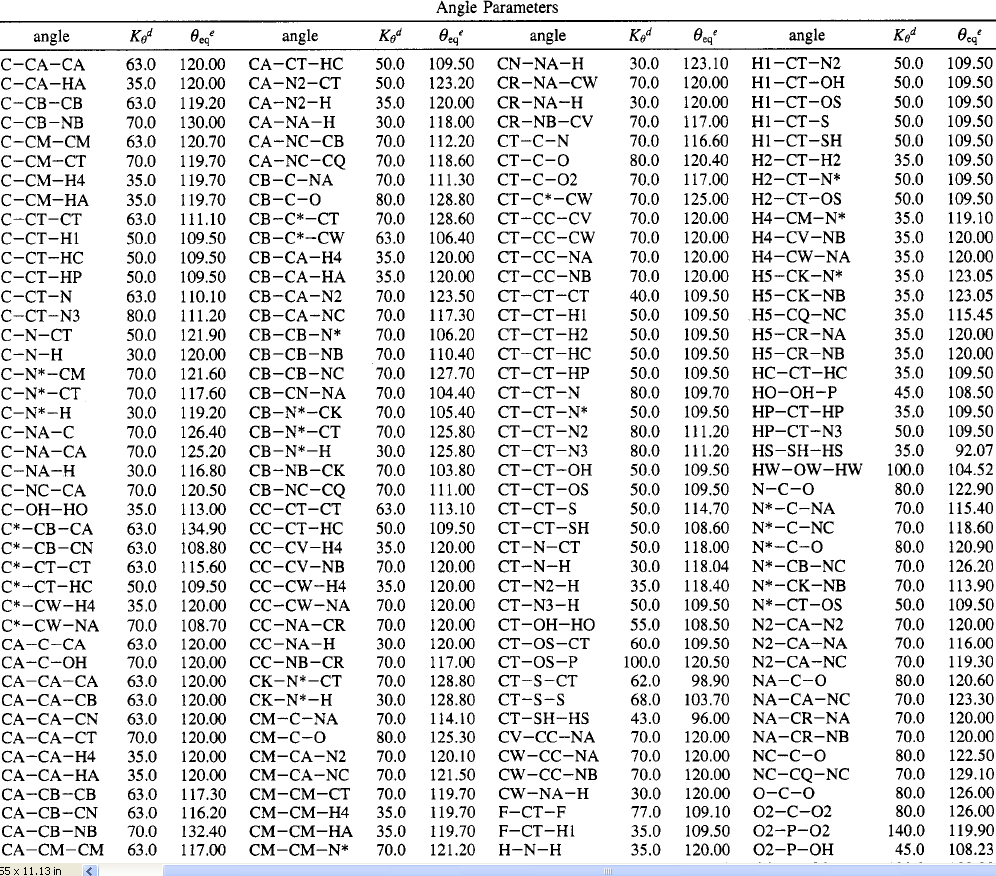 Angle Parameters
angle Kθᵈ θeqᵉ angle Kθᵈ θeqᵉ angle Kθᵈ θeqᵉ angle Kθᵈ θeqᵉ
C−CA−CA 63.0 120.00 CA−CT−HC 50.0 109.50 CN−NA−H 30.0 123.10 H1−CT−N2 50.0 109.50
C−CA−HA 35.0 120.00 CA−N2−CT 50.0 123.20 CR−NA−CW 70.0 120.00 H1−CT−OH 50.0 109.50
C−CB−CB 63.0 119.20 CA−N2−H 35.0 120.00 CR−NA−H 30.0 120.00 H1−CT−OS 50.0 109.50
C−CB−NB 70.0 130.00 CA−NA−H 30.0 118.00 CR−NB−CV 70.0 117.00 H1−CT−S 50.0 109.50
C−CM−CM 63.0 120.70 CA−NC−CB 70.0 112.20 CT−C−N 70.0 116.60 H1−CT−SH 50.0 109.50
C−CM−CT 70.0 119.70 CA−NC−CQ 70.0 118.60 CT−C−O 80.0 120.40 H2−CT−H2 35.0 109.50
C−CM−H4 35.0 119.70 CB−C−NA 70.0 111.30 CT−C−O2 70.0 117.00 H2−CT−N* 50.0 109.50
C−CM−HA 35.0 119.70 CB−C−O 80.0 128.80 CT−C*−CW 70.0 125.00 H2−CT−OS 50.0 109.50
C−CT−CT 63.0 111.10 CB−C*−CT 70.0 128.60 CT−CC−CV 70.0 120.00 H4−CM−N* 35.0 119.10
C−CT−H1 50.0 109.50 CB−C*−CW 63.0 106.40 CT−CC−CW 70.0 120.00 H4−CV−NB 35.0 120.00
C−CT−HC 50.0 109.50 CB−CA−H4 35.0 120.00 CT−CC−NA 70.0 120.00 H4−CW−NA 35.0 120.00
C−CT−HP 50.0 109.50 CB−CA−HA 35.0 120.00 CT−CC−NB 70.0 120.00 H5−CK−N* 35.0 123.05
C−CT−N 63.0 110.10 CB−CA−N2 70.0 123.50 CT−CT−CT 40.0 109.50 H5−CK−NB 35.0 123.05
C−CT−N3 80.0 111.20 CB−CA−NC 70.0 117.30 CT−CT−H1 50.0 109.50 H5−CQ−NC 35.0 115.45
C−N−CT 50.0 121.90 CB−CB−N* 70.0 106.20 CT−CT−H2 50.0 109.50 H5−CR−NA 35.0 120.00
C−N−H 30.0 120.00 CB−CB−NB 70.0 110.40 CT−CT−HC 50.0 109.50 H5−CR−NB 35.0 120.00
C−N*−CM 70.0 121.60 CB−CB−NC 70.0 127.70 CT−CT−HP 50.0 109.50 HC−CT−HC 35.0 109.50
C−N*−CT 70.0 117.60 CB−CN−NA 70.0 104.40 CT−CT−N 80.0 109.70 HO−OH−P 45.0 108.50
C−N*−H 30.0 119.20 CB−N*−CK 70.0 105.40 CT−CT−N* 50.0 109.50 HP−CT−HP 35.0 109.50
C−NA−C 70.0 126.40 CB−N*−CT 70.0 125.80 CT−CT−N2 80.0 111.20 HP−CT−N3 50.0 109.50
C−NA−CA 70.0 125.20 CB−N*−H 30.0 125.80 CT−CT−N3 80.0 111.20 HS−SH−HS 35.0 92.07
C−NA−H 30.0 116.80 CB−NB−CK 70.0 103.80 CT−CT−OH 50.0 109.50 HW−OW−HW 100.0 104.52
C−NC−CA 70.0 120.50 CB−NC−CQ 70.0 111.00 CT−CT−OS 50.0 109.50 N−C−O 80.0 122.90
C−OH−HO 35.0 113.00 CC−CT−CT 63.0 113.10 CT−CT−S 50.0 114.70 N*−C−NA 70.0 115.40
C*−CB−CA 63.0 134.90 CC−CT−HC 50.0 109.50 CT−CT−SH 50.0 108.60 N*−C−NC 70.0 118.60
C*−CB−CN 63.0 108.80 CC−CV−H4 35.0 120.00 CT−N−CT 50.0 118.00 N*−C−O 80.0 120.90
C*−CT−CT 63.0 115.60 CC−CV−NB 70.0 120.00 CT−N−H 30.0 118.04 N*−CB−NC 70.0 126.20
C*−CT−HC 50.0 109.50 CC−CW−H4 35.0 120.00 CT−N2−H 35.0 118.40 N*−CK−NB 70.0 113.90
C*−CW−H4 35.0 120.00 CC−CW−NA 70.0 120.00 CT−N3−H 50.0 109.50 N*−CT−OS 50.0 109.50
C*−CW−NA 70.0 108.70 CC−NA−CR 70.0 120.00 CT−OH−HO 55.0 108.50 N2−CA−N2 70.0 120.00
CA−C−CA 63.0 120.00 CC−NA−H 30.0 120.00 CT−OS−CT 60.0 109.50 N2−CA−NA 70.0 116.00
CA−C−OH 70.0 120.00 CC−NB−CR 70.0 117.00 CT−OS−P 100.0 120.50 N2−CA−NC 70.0 119.30
CA−CA−CA 63.0 120.00 CK−N*−CT 70.0 128.80 CT−S−CT 62.0 98.90 NA−C−O 80.0 120.60
CA−CA−CB 63.0 120.00 CK−N*−H 30.0 128.80 CT−S−S 68.0 103.70 NA−CA−NC 70.0 123.30
CA−CA−CN 63.0 120.00 CM−C−NA 70.0 114.10 CT−SH−HS 43.0 96.00 NA−CR−NA 70.0 120.00
CA−CA−CT 70.0 120.00 CM−C−O 80.0 125.30 CV−CC−NA 70.0 120.00 NA−CR−NB 70.0 120.00
CA−CA−H4 35.0 120.00 CM−CA−N2 70.0 120.10 CW−CC−NA 70.0 120.00 NC−C−O 80.0 122.50
CA−CA−HA 35.0 120.00 CM−CA−NC 70.0 121.50 CW−CC−NB 70.0 120.00 NC−CQ−NC 70.0 129.10
CA−CB−CB 63.0 117.30 CM−CM−CT 70.0 119.70 CW−NA−H 30.0 120.00 O−C−O 80.0 126.00
CA−CB−CN 63.0 116.20 CM−CM−H4 35.0 119.70 F−CT−F 77.0 109.10 O2−C−O2 80.0 126.00
CA−CB−NB 70.0 132.40 CM−CM−HA 35.0 119.70 F−CT−H1 35.0 109.50 O2−P−O2 140.0 119.90
CA−CM−CM 63.0 117.00 CM−CM−N* 70.0 121.20 H−N−H 35.0 120.00 O2−P−OH 45.0 108.23
55 x 11.13 in